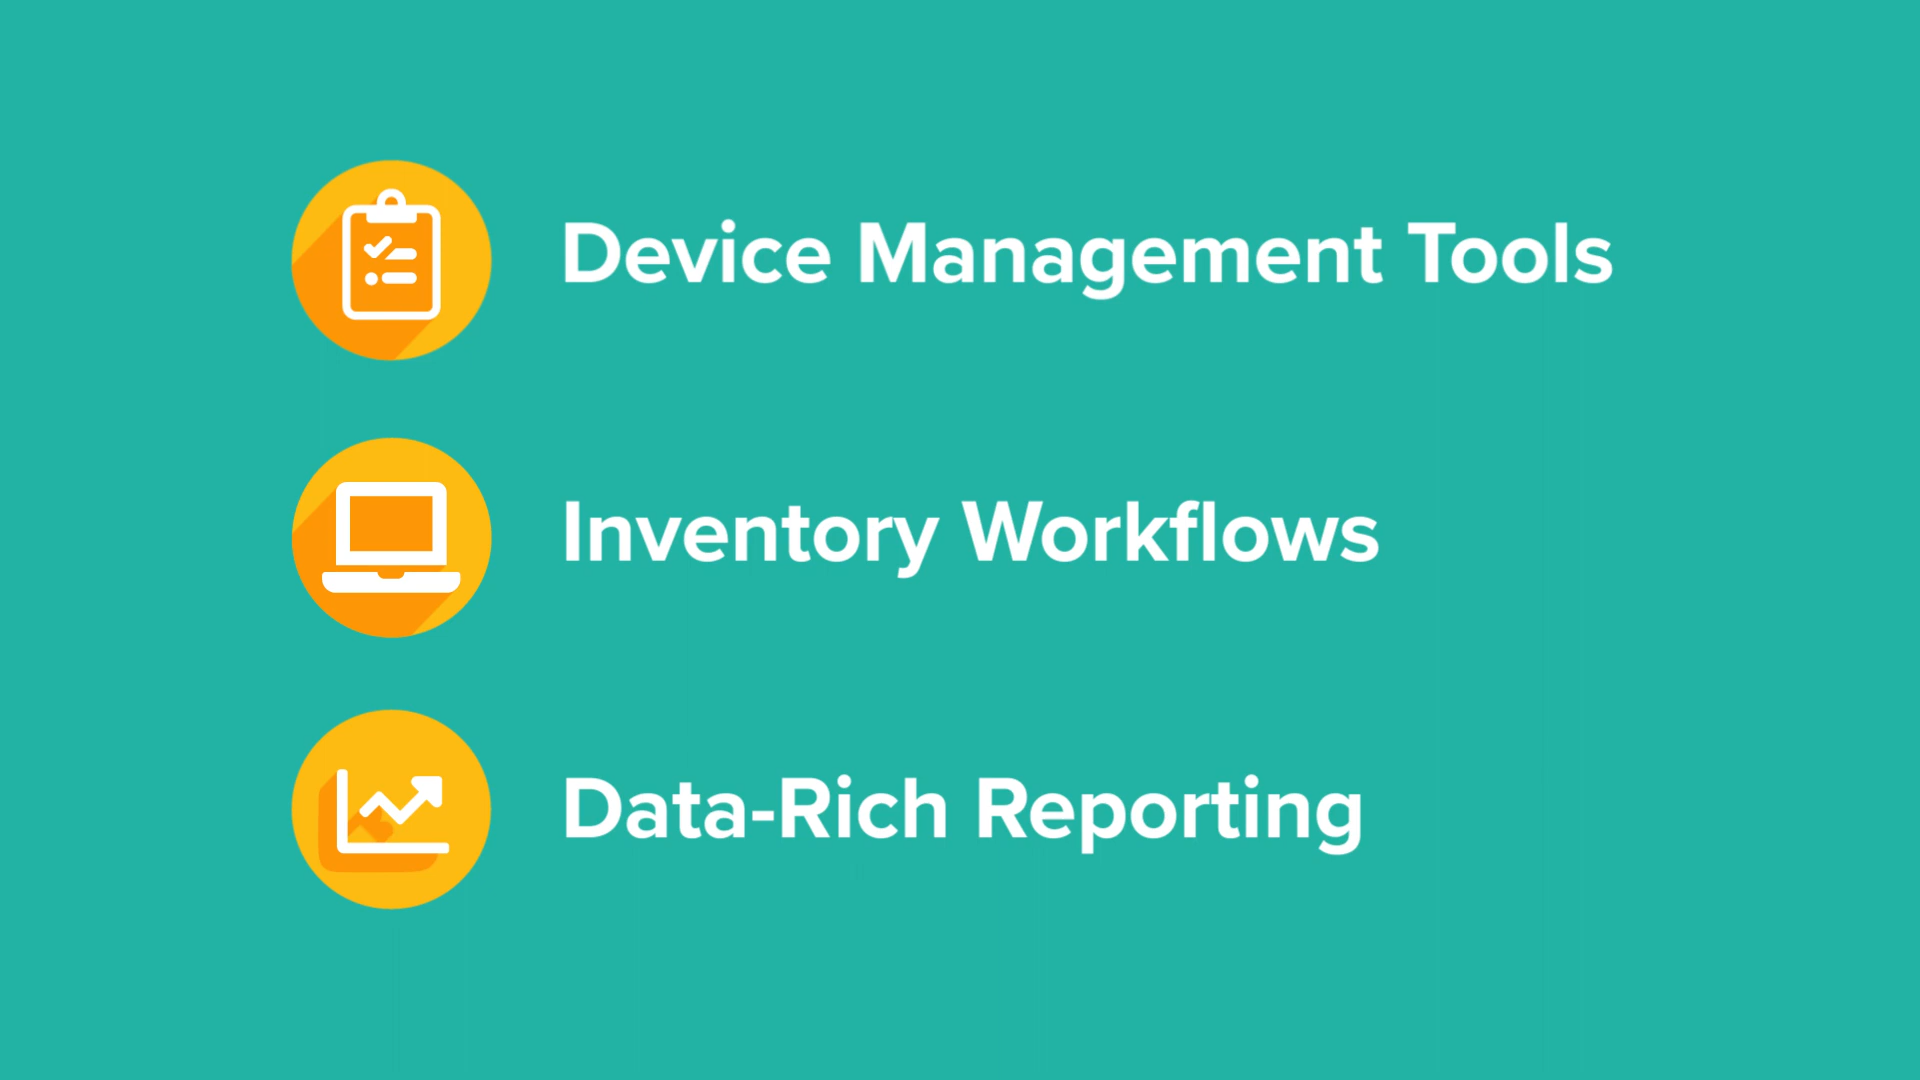 Device Management Tools
Inventory Workflows
Data-Rich Reporting